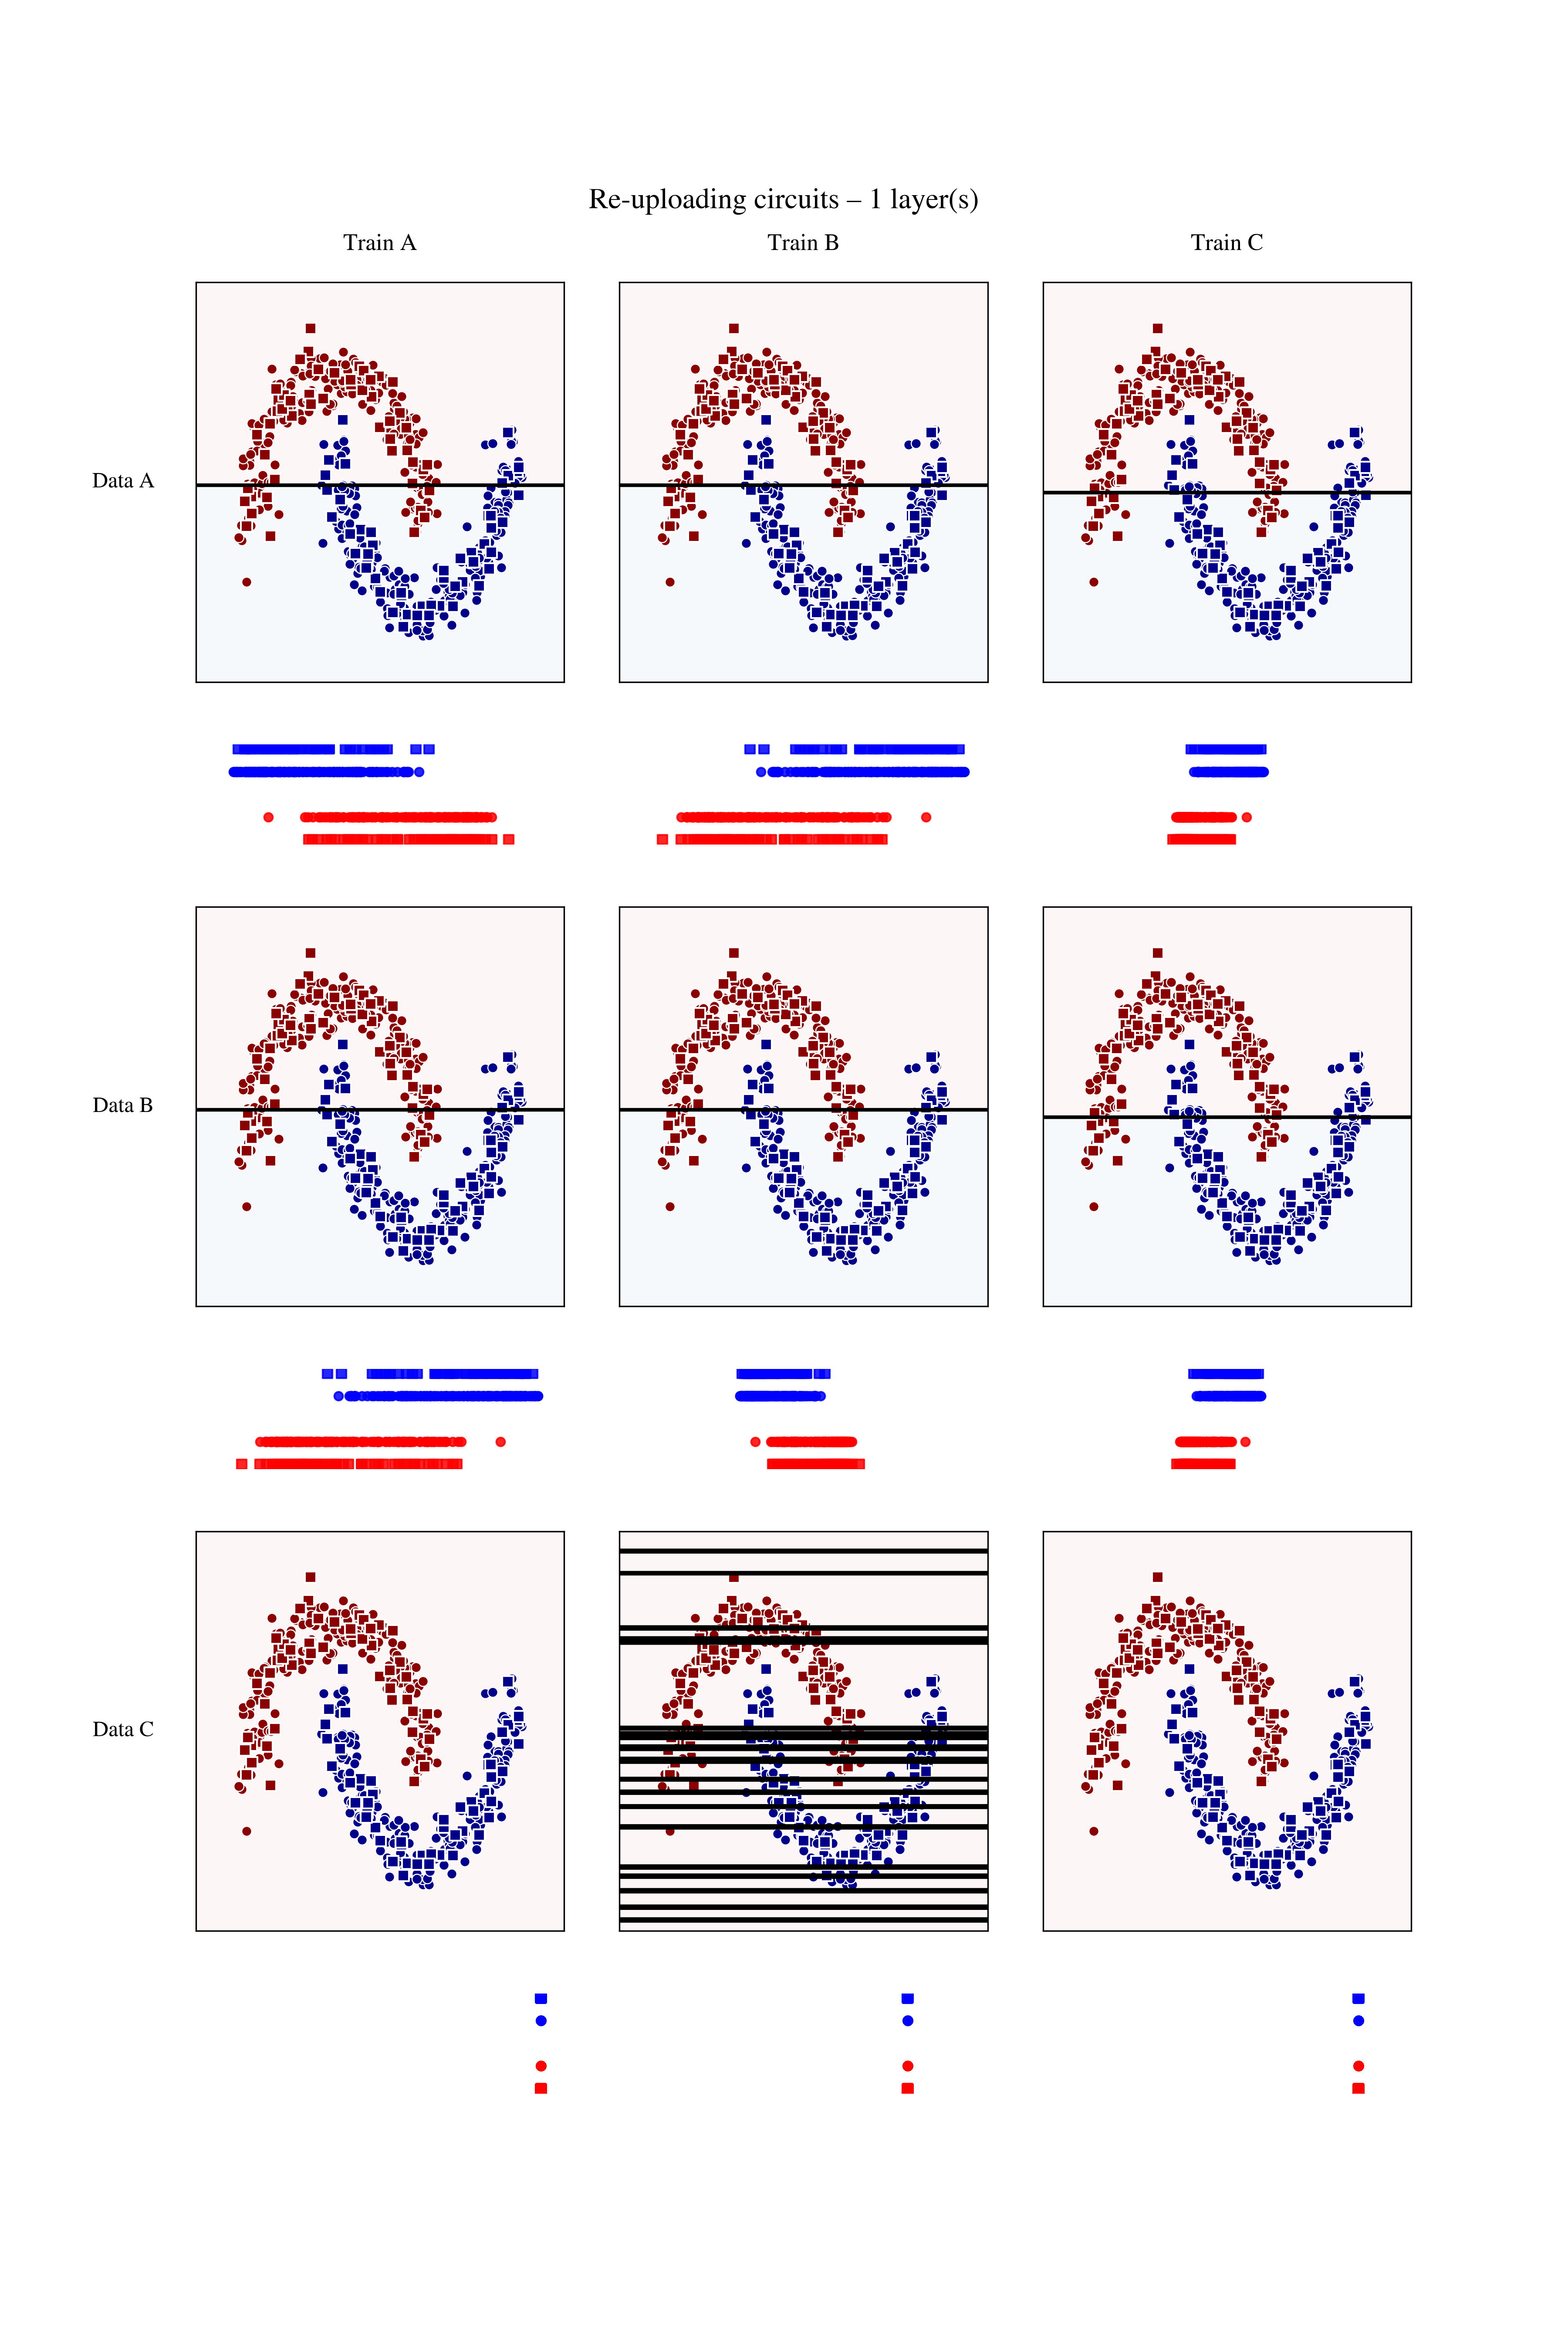 Re-uploading circuits – 1 layer(s)
Train A
Train B
Train C
Data A
Data B
Data C